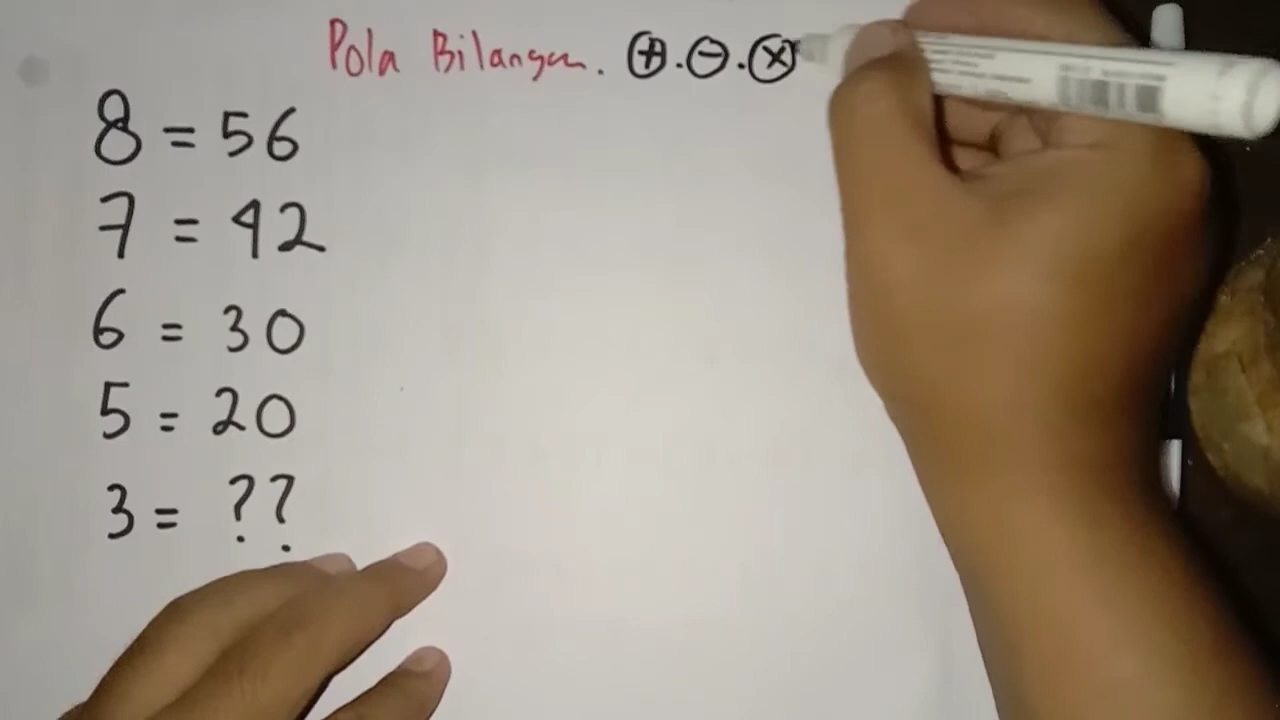 Pola Bilangan. ⊕.⊖.⊗
8 = 56
7 = 42
6 = 30
5 = 20
3 = ??